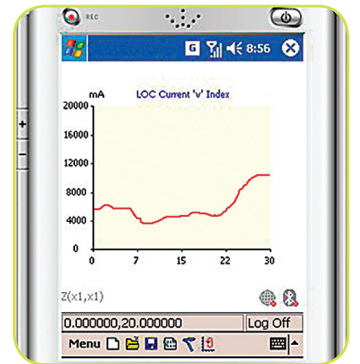 REC
G 8:56
mA LOC Current 'v' Index
20000
16000
12000
8000
4000
0
0 7 15 22 30
Z(x1,x1)
0.000000,20.000000 Log Off
Menu